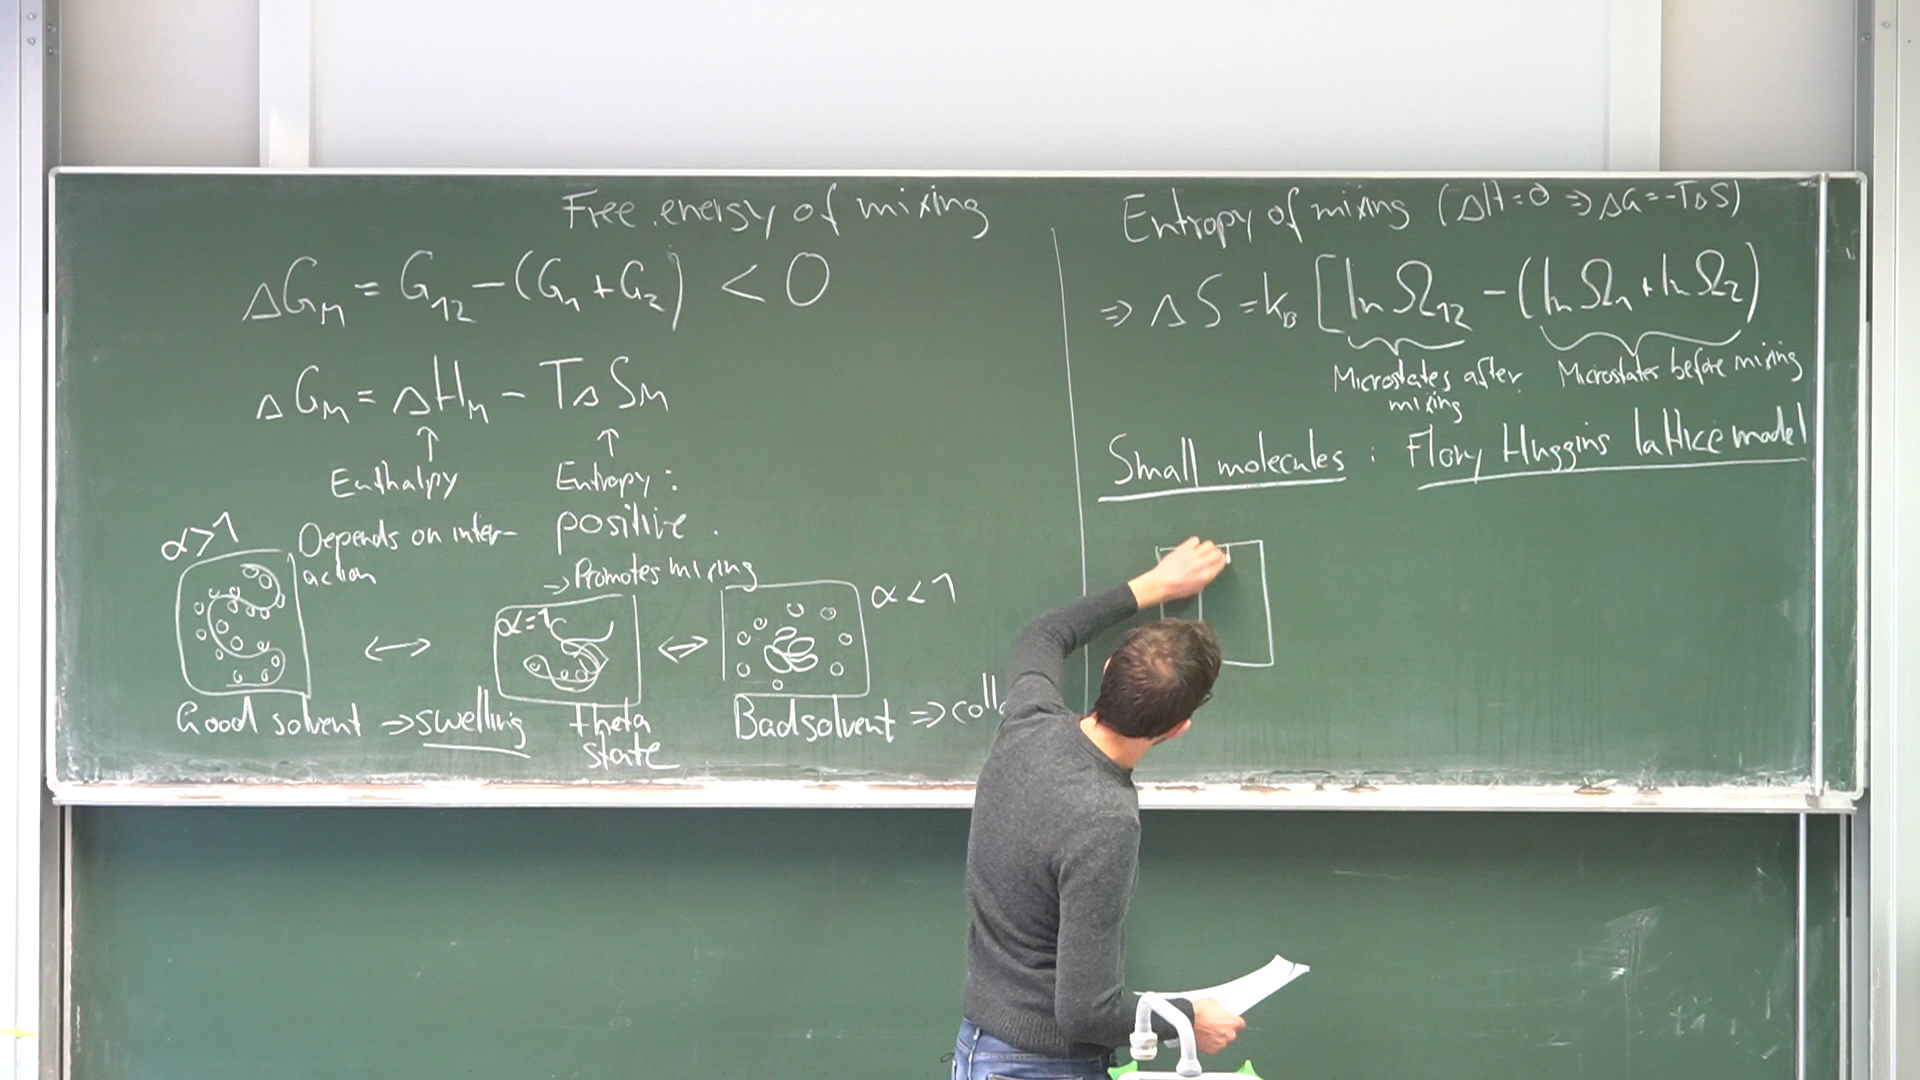 Free energy of mixing
ΔG_M = G_12 - (G_1 + G_2) < 0
ΔG_M = ΔH_M - TΔS_M
↑ ↑
Enthalpy
Depends on inter-
action
Entropy:
positive.
→ Promotes mixing
α>1
α=1
α<1
Good solvent ⇒ swelling
theta
state
Bad solvent ⇒ coll
Entropy of mixing (ΔH=0 ⇒ ΔG=-TΔS)
⇒ ΔS = k_B [ln Ω_12 - (ln Ω_1 + ln Ω_2)
Microstates after
mixing
Microstates before mixing
Small molecules : Flory Huggins lattice model